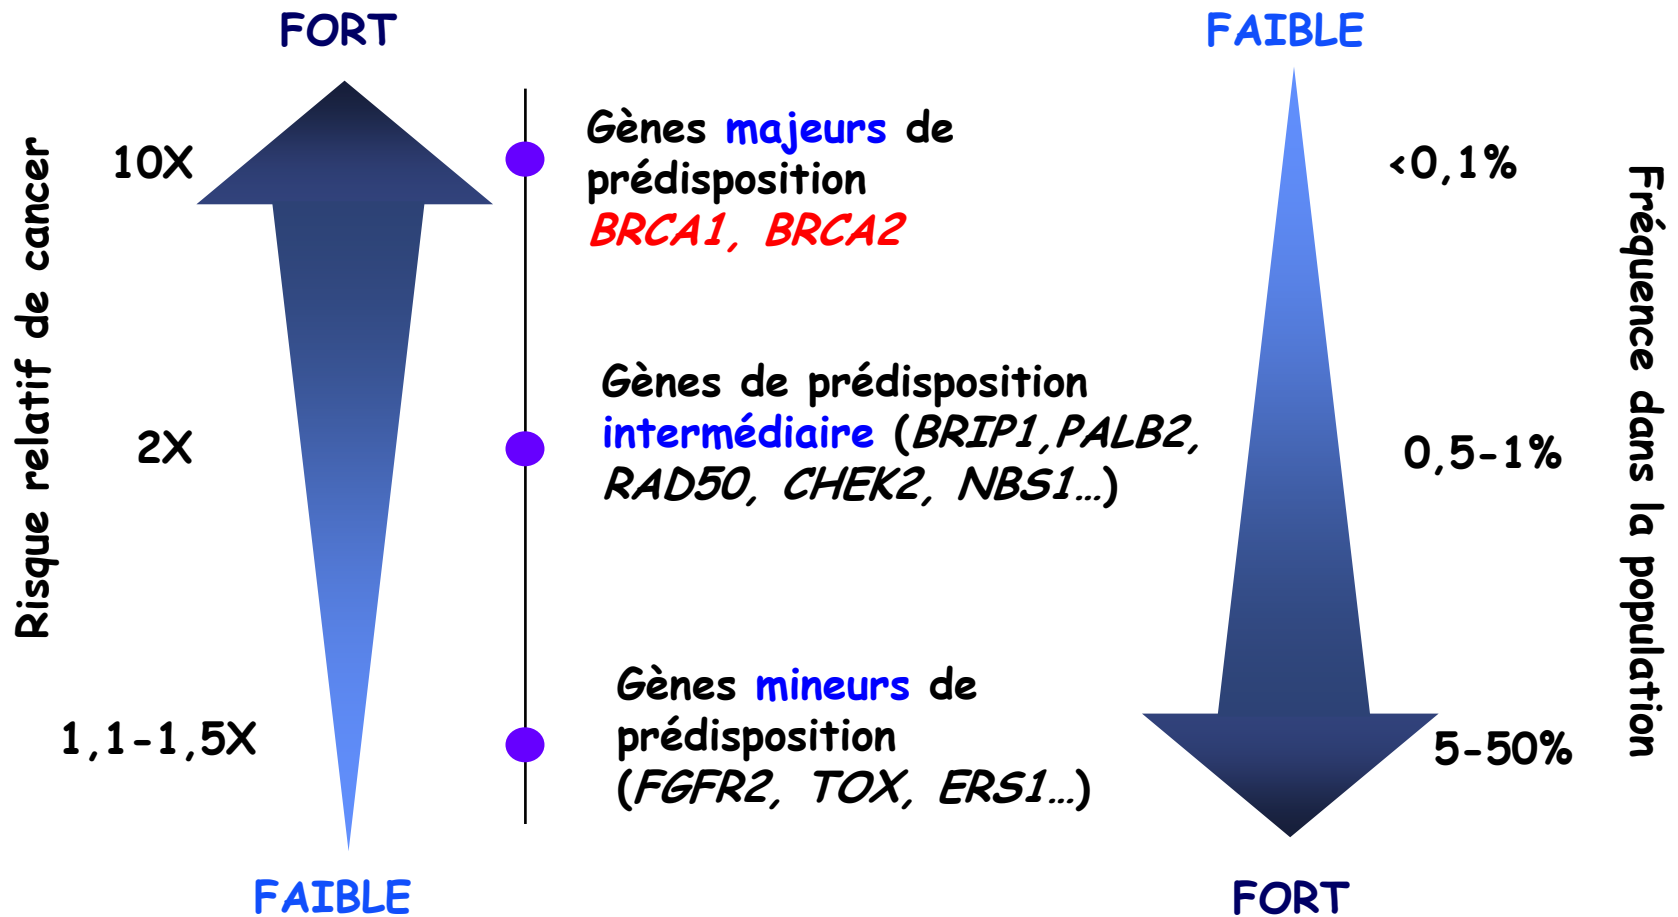 FORT
FAIBLE
Risque relatif de cancer
10X
Gènes majeurs de
prédisposition
BRCA1, BRCA2
<0,1%
Fréquence dans la population
2X
Gènes de prédisposition
intermédiaire (BRIP1,PALB2,
RAD50, CHEK2, NBS1…)
0,5-1%
1,1-1,5X
Gènes mineurs de
prédisposition
(FGFR2, TOX, ERS1…)
5-50%
FAIBLE
FORT